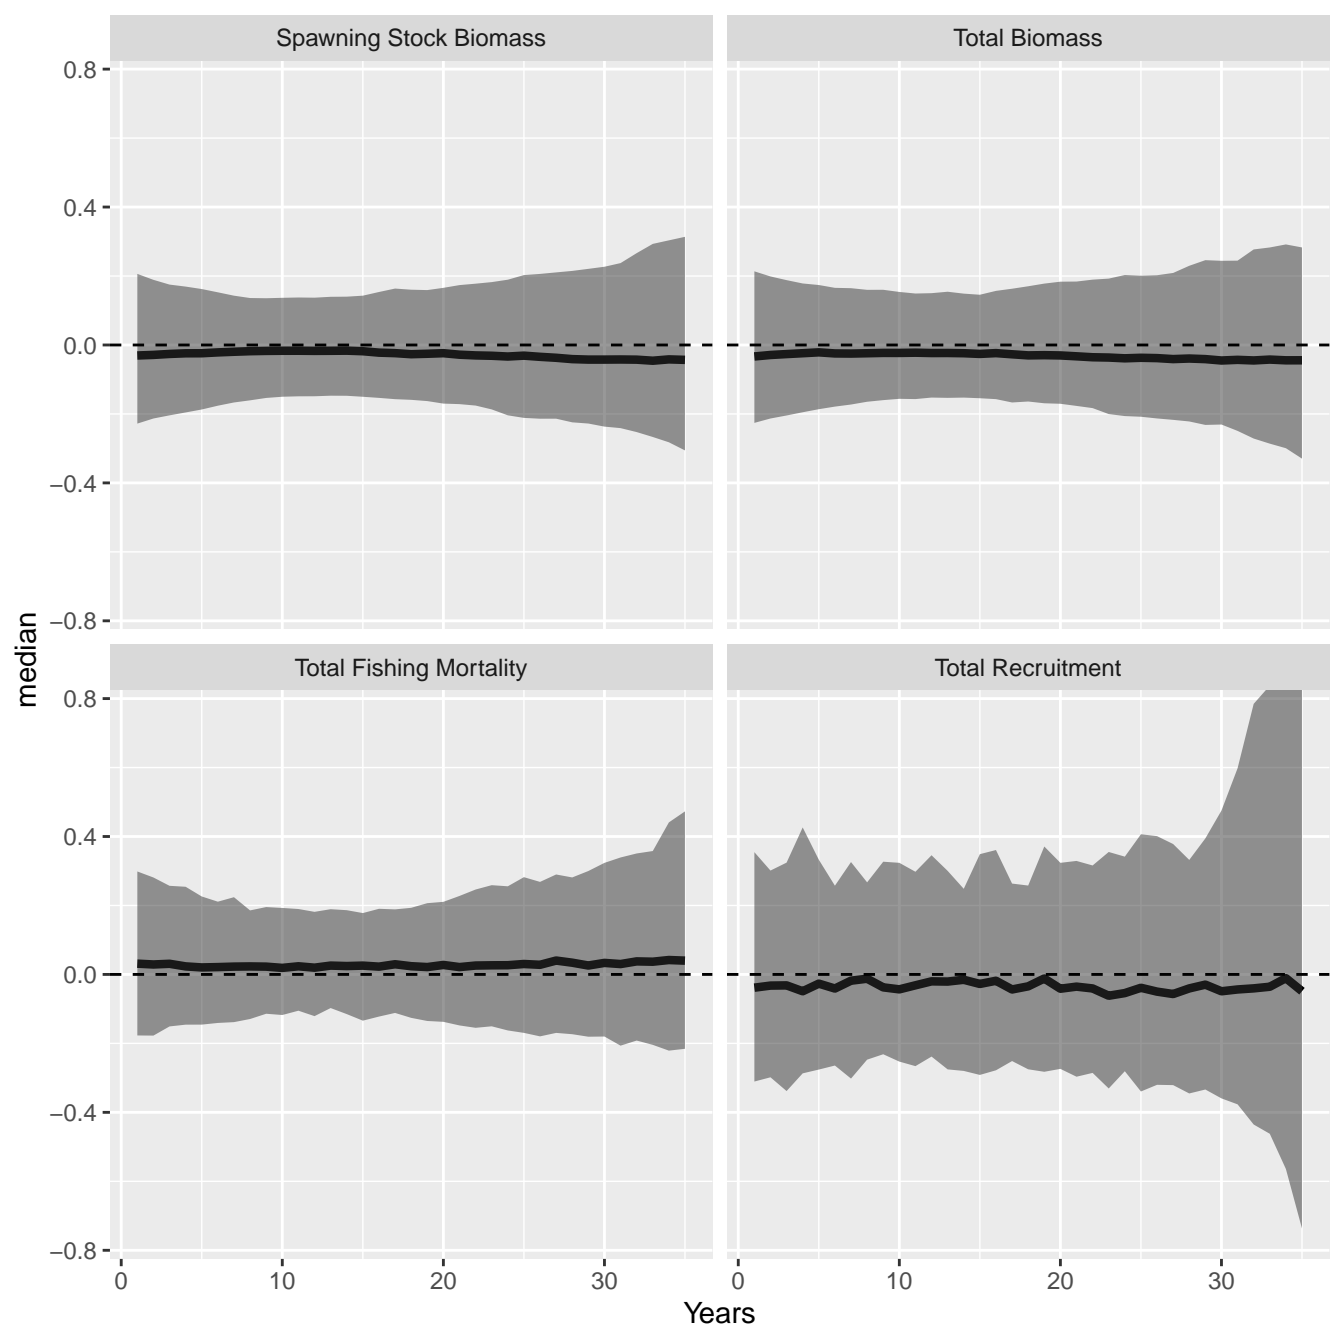 Spawning Stock Biomass
Total Biomass
0.8
0.4
0.0
−0.4
−0.8
median
Total Fishing Mortality
Total Recruitment
0.8
0.4
0.0
−0.4
−0.8
0 10 20 30
0 10 20 30
Years